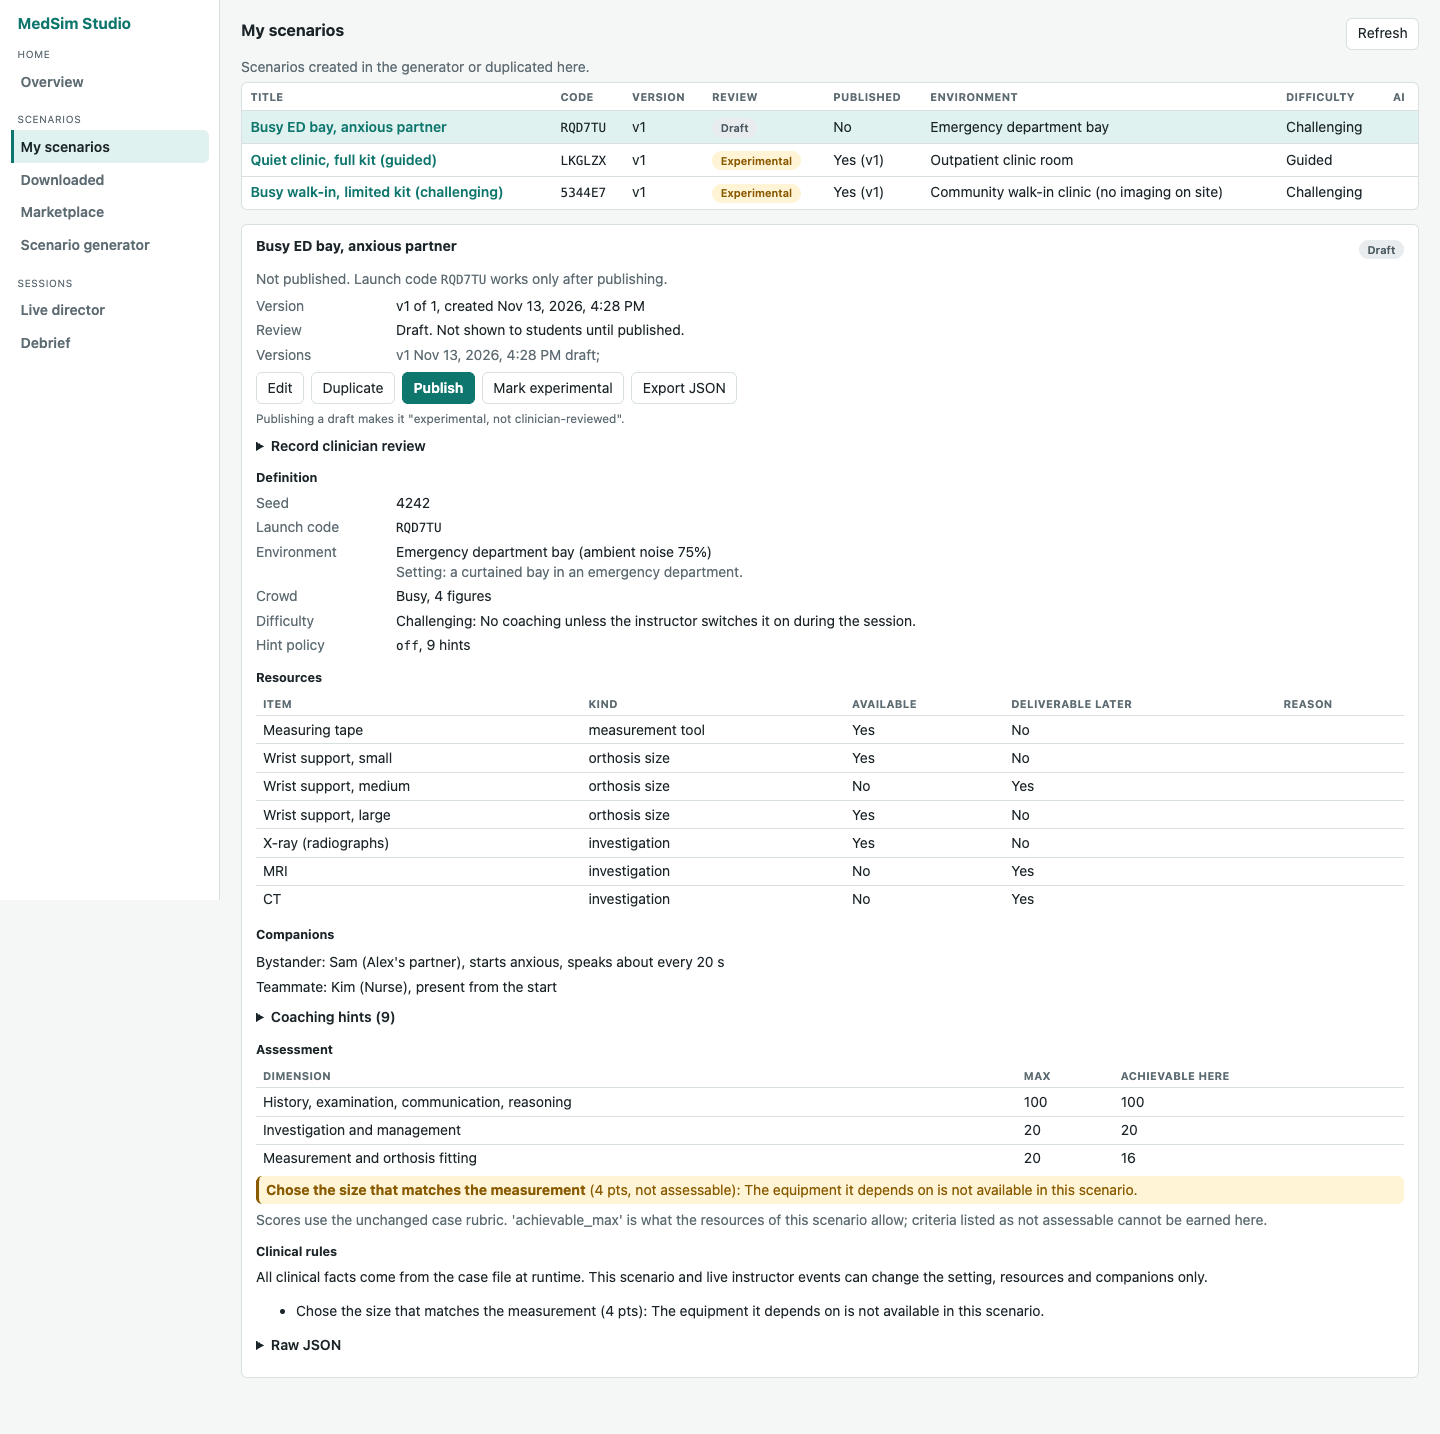 MedSim Studio
HOME
Overview
SCENARIOS
My scenarios
Downloaded
Marketplace
Scenario generator
SESSIONS
Live director
Debrief
My scenarios
Refresh
Scenarios created in the generator or duplicated here.
TITLE CODE VERSION REVIEW PUBLISHED ENVIRONMENT DIFFICULTY AI
Busy ED bay, anxious partner RQD7TU v1 Draft No Emergency department bay Challenging
Quiet clinic, full kit (guided) LKGLZX v1 Experimental Yes (v1) Outpatient clinic room Guided
Busy walk-in, limited kit (challenging) 5344E7 v1 Experimental Yes (v1) Community walk-in clinic (no imaging on site) Challenging
Busy ED bay, anxious partner Draft
Not published. Launch code RQD7TU works only after publishing.
Version v1 of 1, created Nov 13, 2026, 4:28 PM
Review Draft. Not shown to students until published.
Versions v1 Nov 13, 2026, 4:28 PM draft;
Edit Duplicate Publish Mark experimental Export JSON
Publishing a draft makes it "experimental, not clinician-reviewed".
Record clinician review
Definition
Seed 4242
Launch code RQD7TU
Environment Emergency department bay (ambient noise 75%)
Setting: a curtained bay in an emergency department.
Crowd Busy, 4 figures
Difficulty Challenging: No coaching unless the instructor switches it on during the session.
Hint policy off, 9 hints
Resources
ITEM KIND AVAILABLE DELIVERABLE LATER REASON
Measuring tape measurement tool Yes No
Wrist support, small orthosis size Yes No
Wrist support, medium orthosis size No Yes
Wrist support, large orthosis size Yes No
X-ray (radiographs) investigation Yes No
MRI investigation No Yes
CT investigation No Yes
Companions
Bystander: Sam (Alex's partner), starts anxious, speaks about every 20 s
Teammate: Kim (Nurse), present from the start
Coaching hints (9)
Assessment
DIMENSION MAX ACHIEVABLE HERE
History, examination, communication, reasoning 100 100
Investigation and management 20 20
Measurement and orthosis fitting 20 16
Chose the size that matches the measurement (4 pts, not assessable): The equipment it depends on is not available in this scenario.
Scores use the unchanged case rubric. 'achievable_max' is what the resources of this scenario allow; criteria listed as not assessable cannot be earned here.
Clinical rules
All clinical facts come from the case file at runtime. This scenario and live instructor events can change the setting, resources and companions only.
• Chose the size that matches the measurement (4 pts): The equipment it depends on is not available in this scenario.
Raw JSON